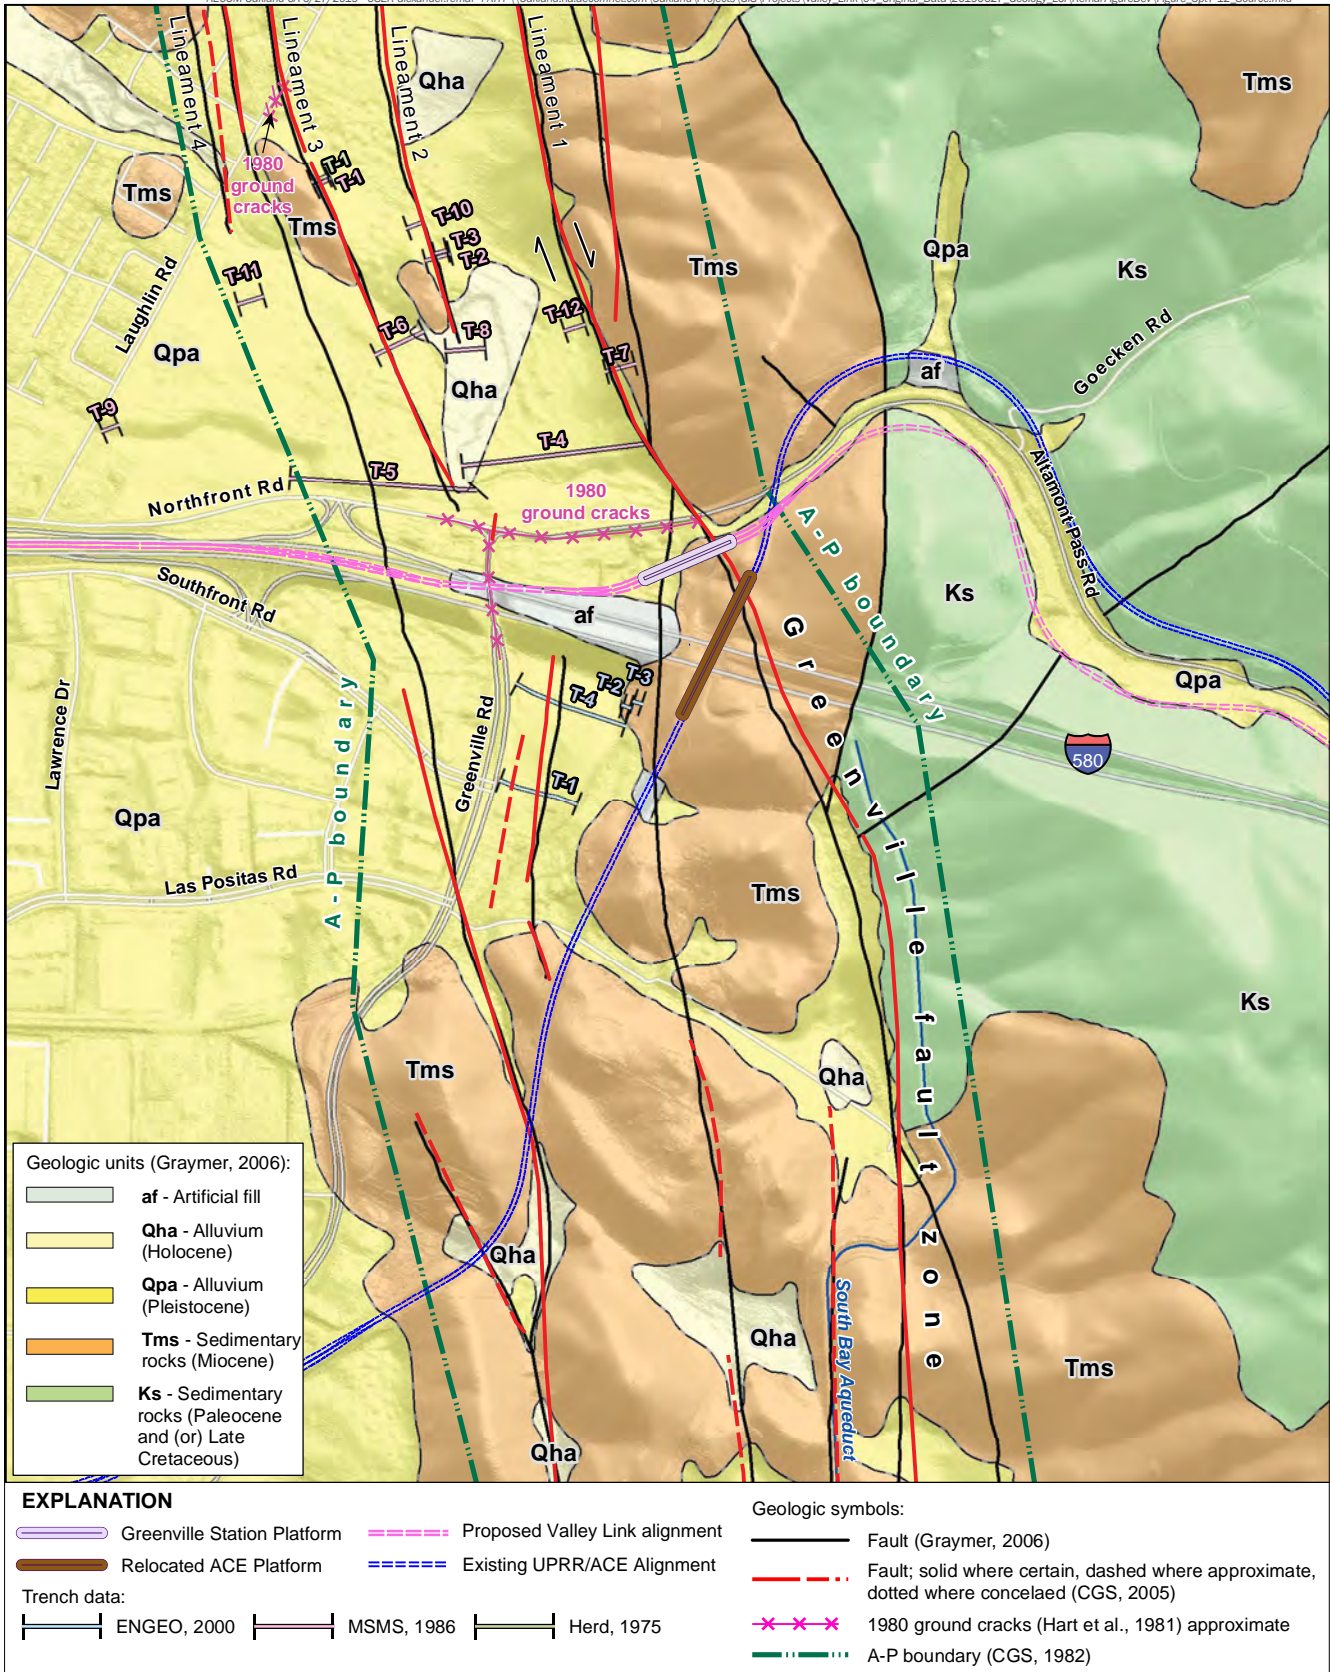 Lineament 4
Lineament 3
Lineament 2
Lineament 1
Qha
Tms
1980
ground
cracks
T-1
T-1
Tms
Tms
T-10
T-3
T-2
Tms
Qpa
Ks
T-11
Laughlin Rd
T-12
Goecken Rd
T-6
T-8
T-7
Qpa
Qha
af
T-9
T-4
T-5
Northfront Rd
1980
ground cracks
Altamont Pass Rd
A-P boundary
Southfront Rd
af
Ks
Greenville fault zone
T-3
T-2
T-4
Qpa
Lawrence Dr
A-P boundary
Greenville Rd
580
T-1
Qpa
Las Positas Rd
Tms
Ks
Tms
Qha
Qha
South Bay Aqueduct
Qha
Tms
Qha
Geologic units (Graymer, 2006):
af - Artificial fill
Qha - Alluvium
(Holocene)
Qpa - Alluvium
(Pleistocene)
Tms - Sedimentary
rocks (Miocene)
Ks - Sedimentary
rocks (Paleocene
and (or) Late
Cretaceous)
EXPLANATION
Greenville Station Platform
Relocated ACE Platform
Proposed Valley Link alignment
Existing UPRR/ACE Alignment
Trench data:
ENGEO, 2000
MSMS, 1986
Herd, 1975
Geologic symbols:
Fault (Graymer, 2006)
Fault; solid where certain, dashed where approximate,
dotted where concelaed (CGS, 2005)
1980 ground cracks (Hart et al., 1981) approximate
A-P boundary (CGS, 1982)